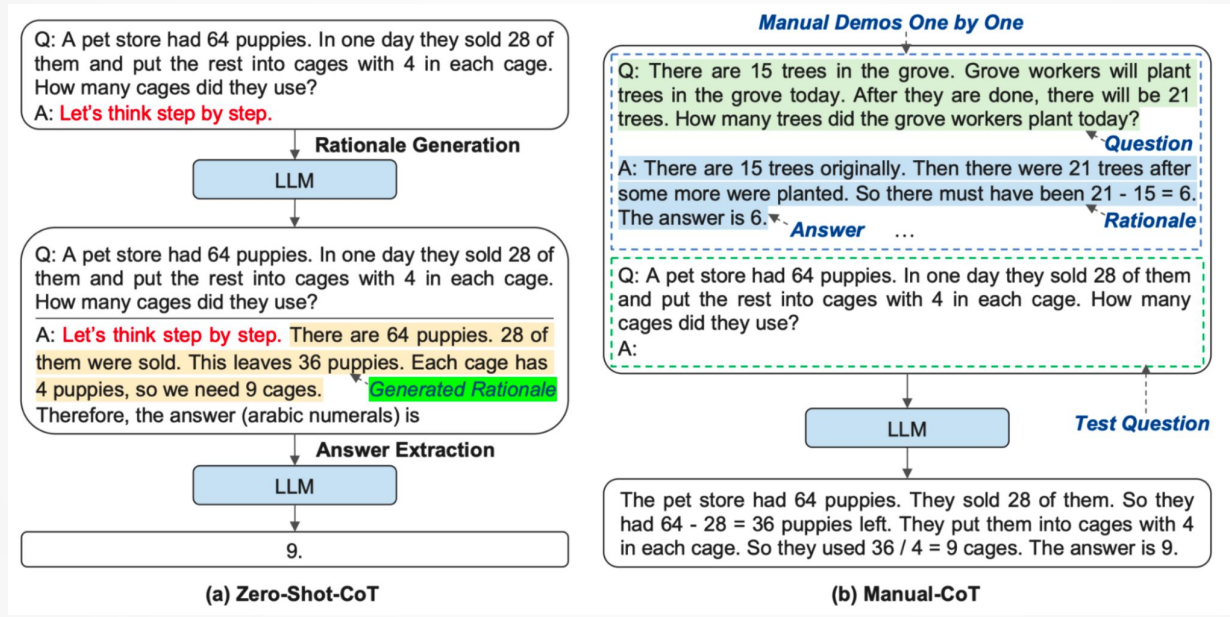 Q: A pet store had 64 puppies. In one day they sold 28 of
them and put the rest into cages with 4 in each cage.
How many cages did they use?
A: Let's think step by step.
Rationale Generation
LLM
Q: A pet store had 64 puppies. In one day they sold 28 of
them and put the rest into cages with 4 in each cage.
How many cages did they use?
A: Let's think step by step. There are 64 puppies. 28 of
them were sold. This leaves 36 puppies. Each cage has
4 puppies, so we need 9 cages.
Generated Rationale
Therefore, the answer (arabic numerals) is
Answer Extraction
LLM
9.
(a) Zero-Shot-CoT
Manual Demos One by One
Q: There are 15 trees in the grove. Grove workers will plant
trees in the grove today. After they are done, there will be 21
trees. How many trees did the grove workers plant today?
Question
A: There are 15 trees originally. Then there were 21 trees after
some more were planted. So there must have been 21 - 15 = 6.
The answer is 6.
Answer
...
Rationale
Q: A pet store had 64 puppies. In one day they sold 28 of them
and put the rest into cages with 4 in each cage. How many
cages did they use?
A:
LLM
Test Question
The pet store had 64 puppies. They sold 28 of them. So they
had 64 - 28 = 36 puppies left. They put them into cages with 4
in each cage. So they used 36 / 4 = 9 cages. The answer is 9.
(b) Manual-CoT